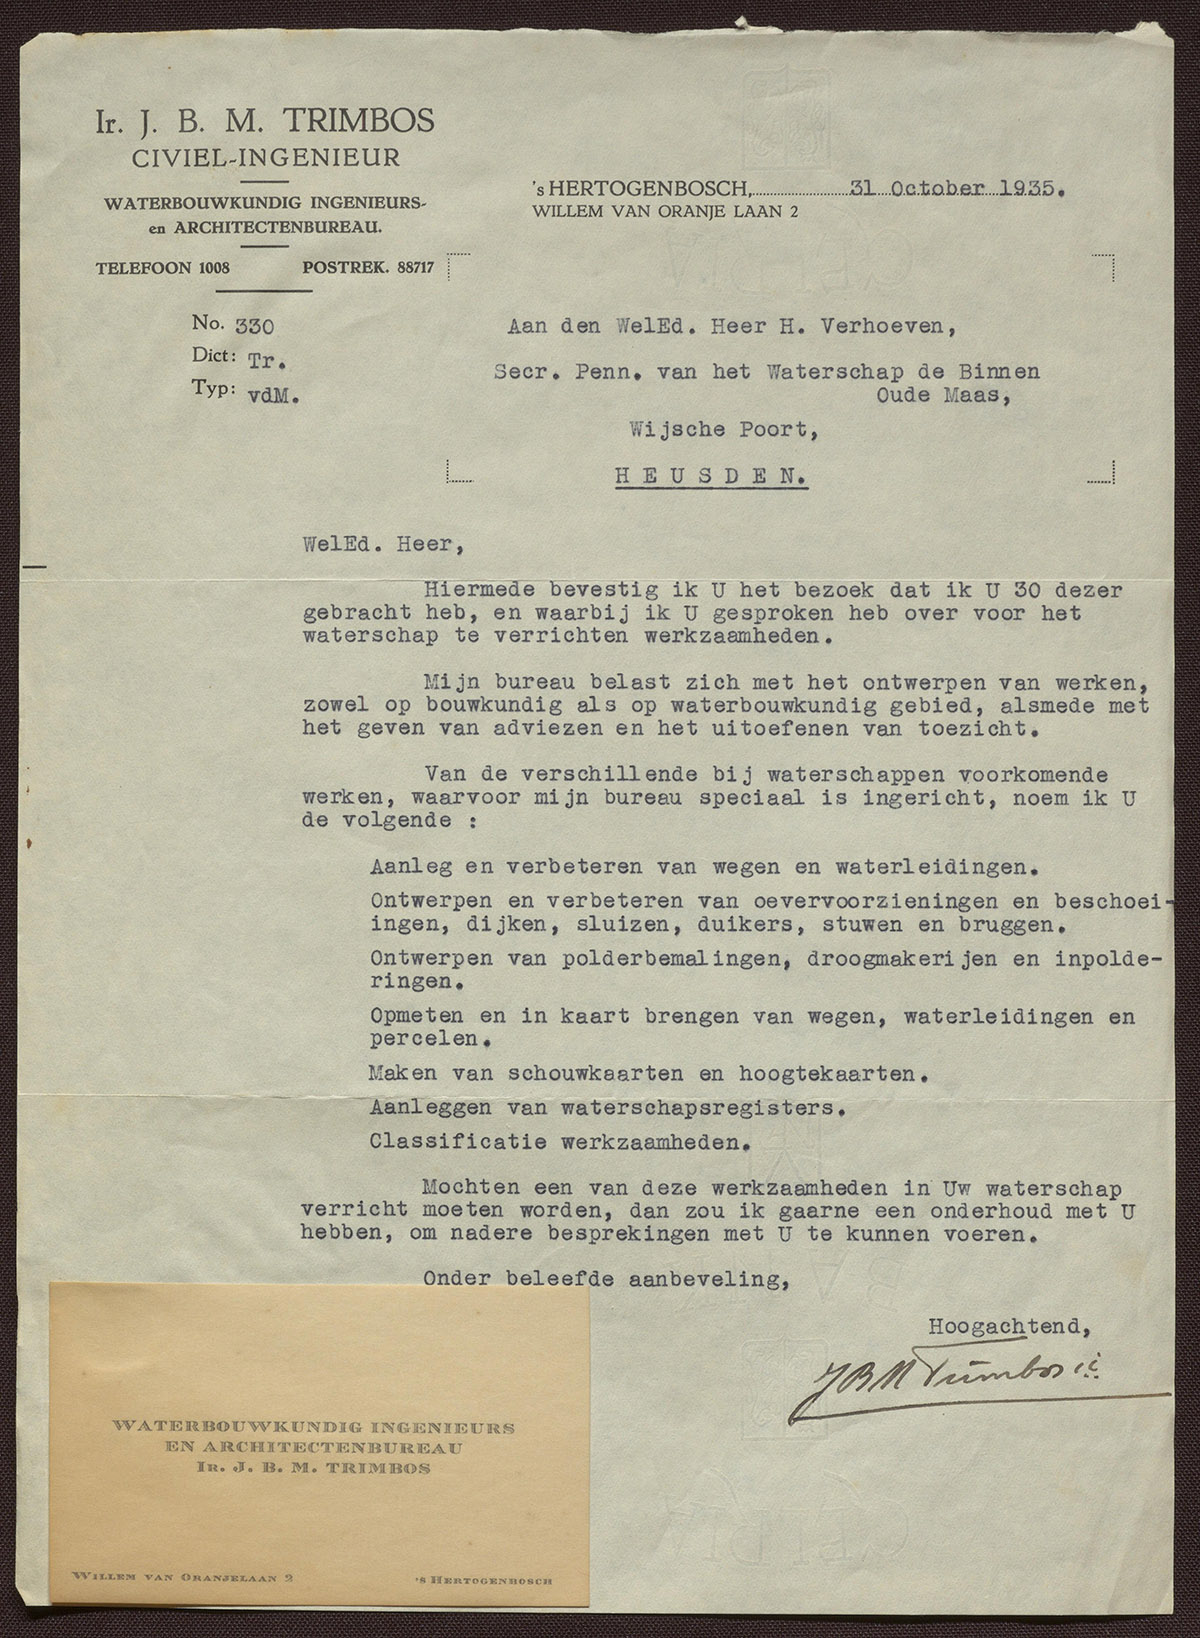 Ir. J. B. M. TRIMBOS
CIVIEL-INGENIEUR
WATERBOUWKUNDIG INGENIEURS-
en ARCHITECTENBUREAU.
TELEFOON 1008 POSTREK. 88717
's HERTOGENBOSCH, 31 October 1935.
WILLEM VAN ORANJE LAAN 2
No. 330
Dict: Tr.
Typ: vdM.
Aan den WelEd. Heer H. Verhoeven,
Secr. Penn. van het Waterschap de Binnen
Oude Maas,
Wijsche Poort,
HEUSDEN.
WelEd. Heer,
Hiermede bevestig ik U het bezoek dat ik U 30 dezer
gebracht heb, en waarbij ik U gesproken heb over voor het
waterschap te verrichten werkzaamheden.
Mijn bureau belast zich met het ontwerpen van werken,
zowel op bouwkundig als op waterbouwkundig gebied, alsmede met
het geven van adviezen en het uitoefenen van toezicht.
Van de verschillende bij waterschappen voorkomende
werken, waarvoor mijn bureau speciaal is ingericht, noem ik U
de volgende :
Aanleg en verbeteren van wegen en waterleidingen.
Ontwerpen en verbeteren van oevervoorzieningen en beschoei-
ingen, dijken, sluizen, duikers, stuwen en bruggen.
Ontwerpen van polderbemalingen, droogmakerijen en inpolde-
ringen.
Opmeten en in kaart brengen van wegen, waterleidingen en
percelen.
Maken van schouwkaarten en hoogtekaarten.
Aanleggen van waterschapsregisters.
Classificatie werkzaamheden.
Mochten een van deze werkzaamheden in Uw waterschap
verricht moeten worden, dan zou ik gaarne een onderhoud met U
hebben, om nadere besprekingen met U te kunnen voeren.
Onder beleefde aanbeveling,
Hoogachtend,
JBM Trimbos c.i.
WATERBOUWKUNDIG INGENIEURS
EN ARCHITECTENBUREAU
IR. J. B. M. TRIMBOS
WILLEM VAN ORANJELAAN 2 's HERTOGENBOSCH